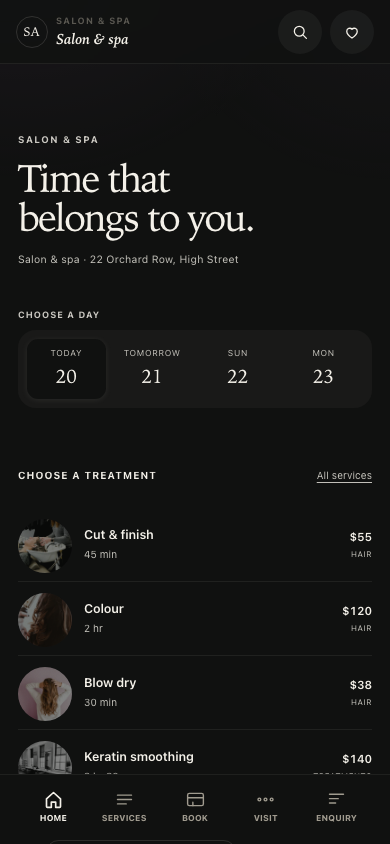 SA
SALON & SPA
Salon & spa
SALON & SPA
Time that
belongs to you.
Salon & spa · 22 Orchard Row, High Street
CHOOSE A DAY
TODAY TOMORROW SUN MON
20 21 22 23
CHOOSE A TREATMENT All services
Cut & finish $55
45 min HAIR
Colour $120
2 hr HAIR
Blow dry $38
30 min HAIR
Keratin smoothing $140
HOME SERVICES BOOK VISIT ENQUIRY